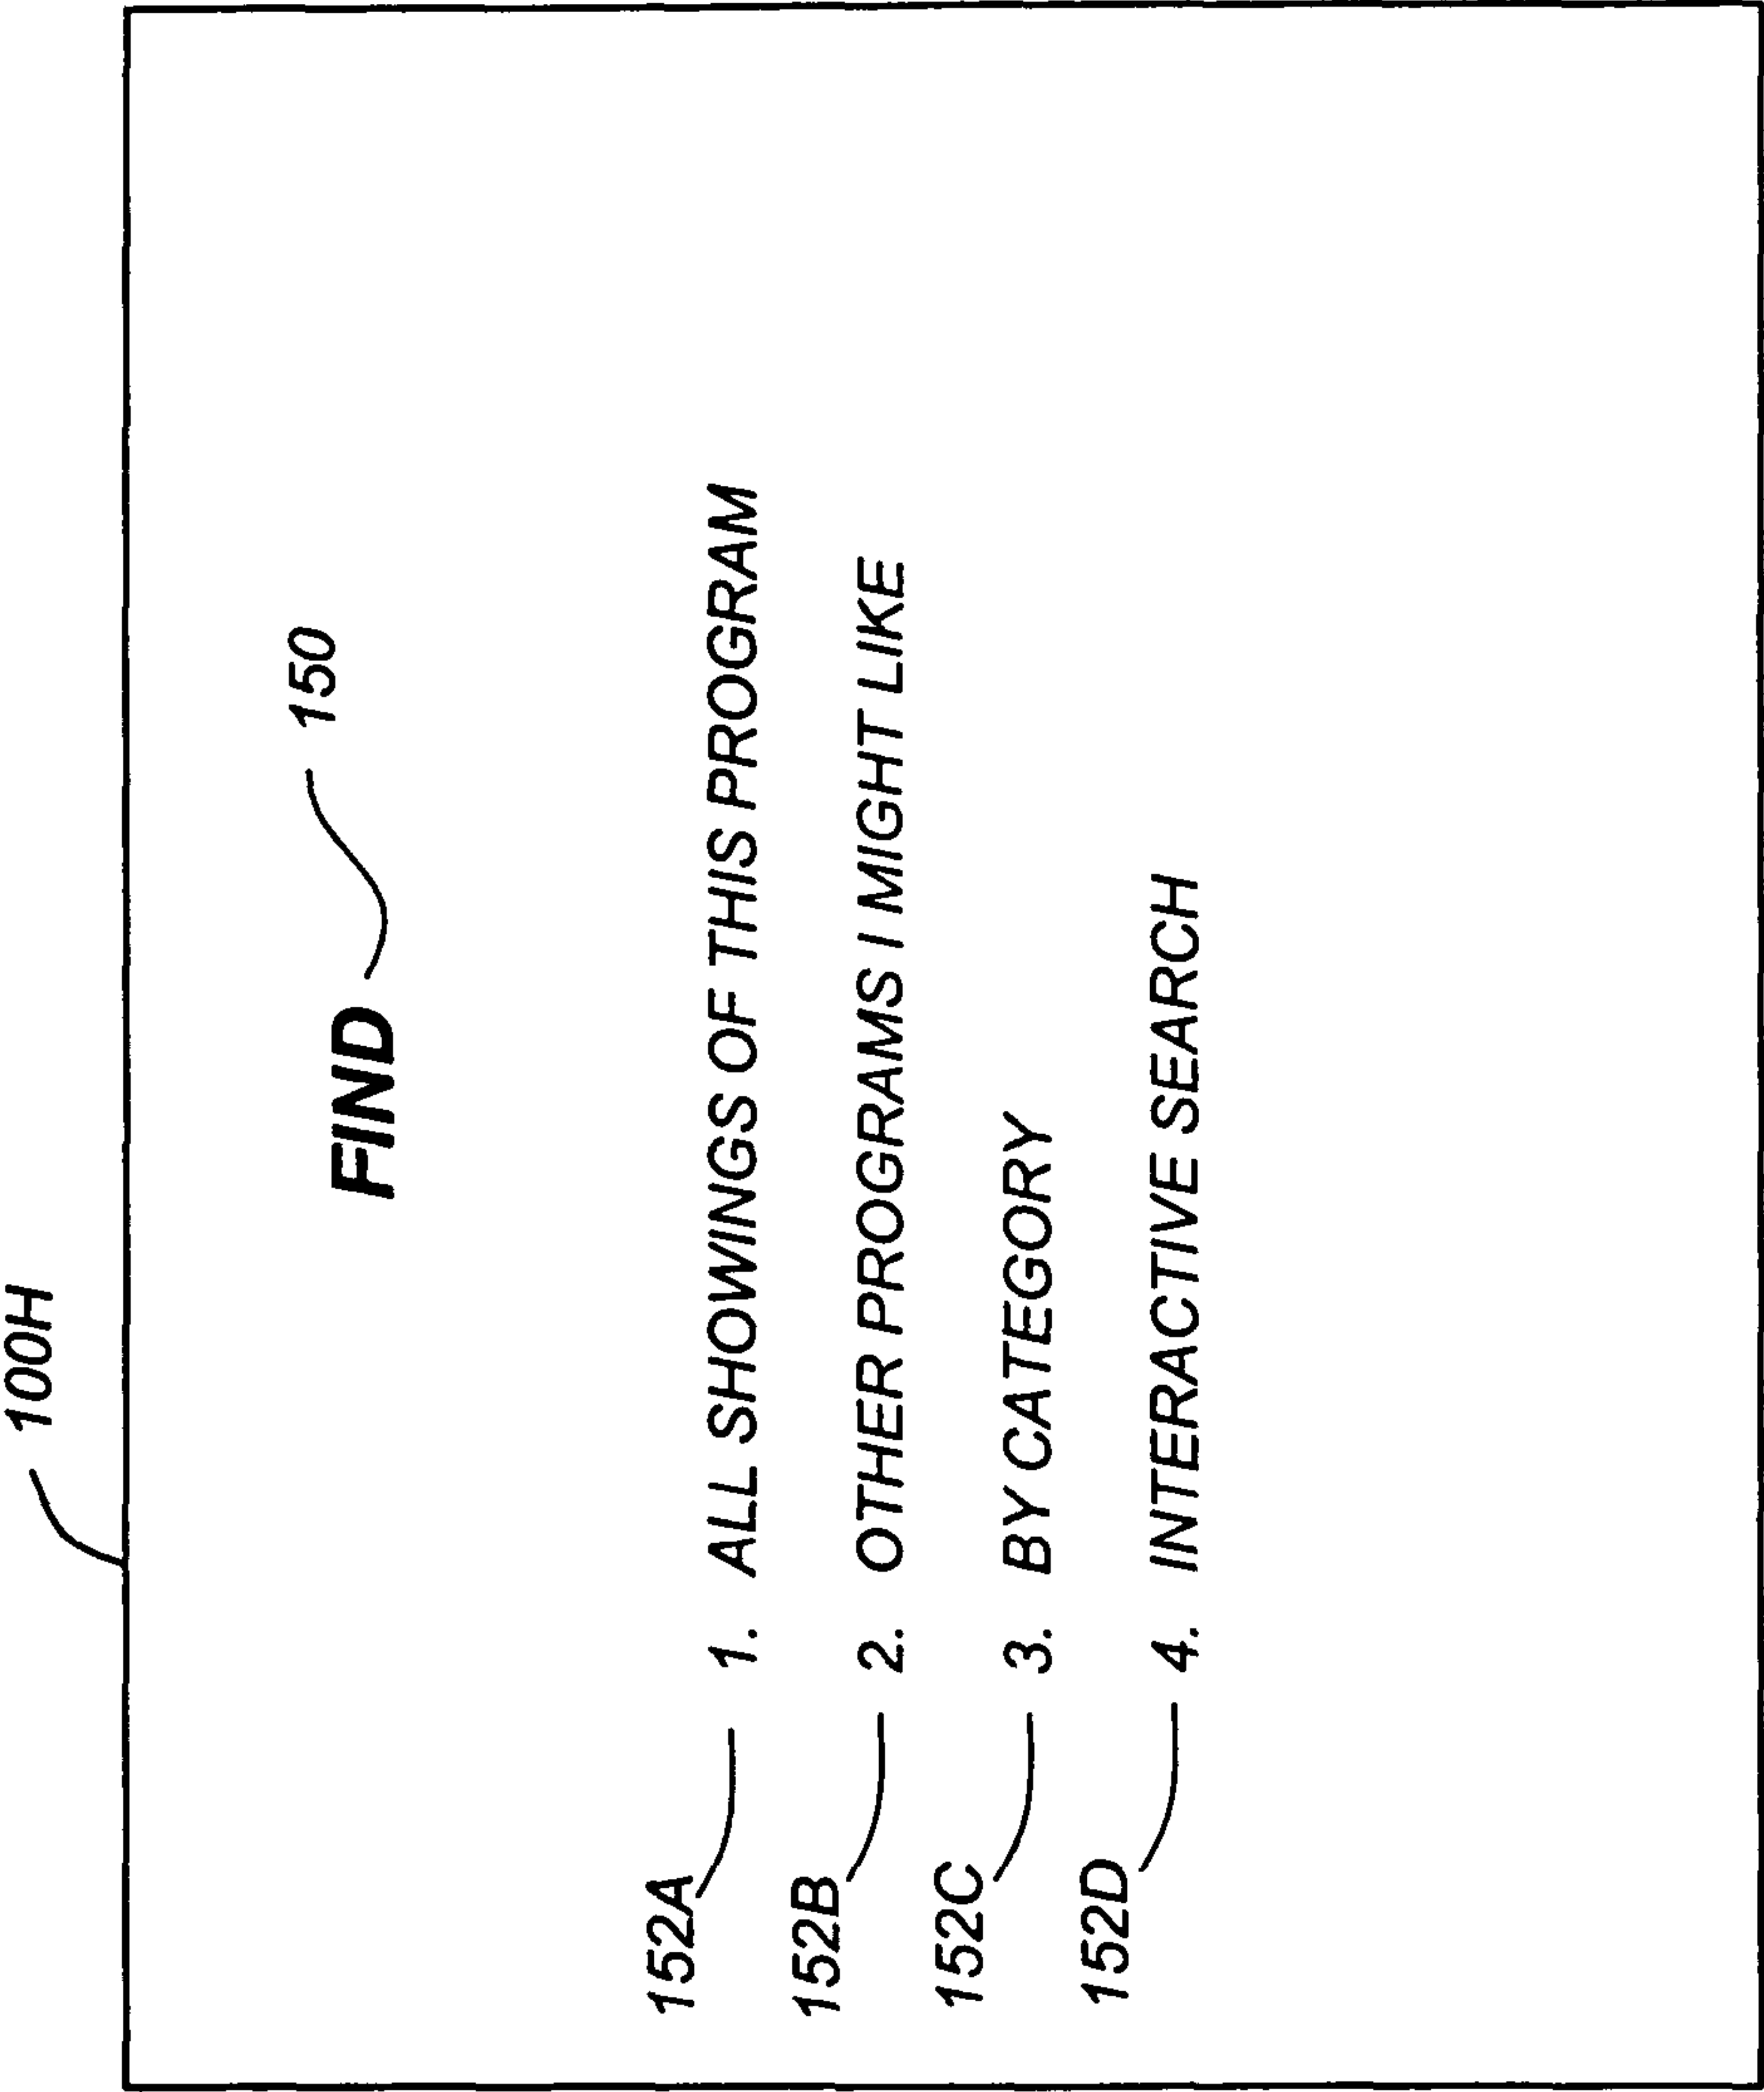 100H
FIND 150
152A 1. ALL SHOWINGS OF THIS PROGRAM
152B 2. OTHER PROGRAMS I MIGHT LIKE
152C 3. BY CATEGORY
152D 4. INTERACTIVE SEARCH